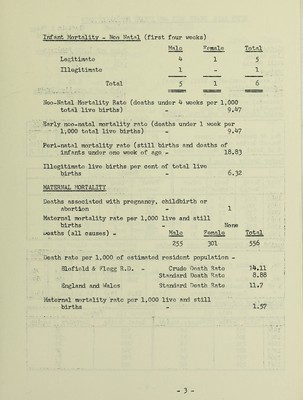 Infant Mortality - Neo Natal (first four weeks)
Male Female Total
Legitimate 4 1 5
Illegitimate 1 - 1
Total 5 1 6
Neo-Natal Mortality Rate (deaths under 4 weeks per 1,000
total live births) - 9.47
Early neo-natal mortality rate (deaths under 1 week per
1,000 total live births) - 9.47
Peri-natal mortality rate (still births and deaths of
infants under one week of age - 18.83
Illegitimate live births per cent of total live
births - 6.32
MATERNAL MORTALITY
Deaths associated with pregnancy, childbirth or
abortion 1
Maternal mortality rate per 1,000 live and still
births - None
Deaths (all causes) - Male Female Total
255 301 556
Death rate per 1,000 of estimated resident population -
Blofield & Flegg R.D. - Crude Death Rate 14.11
Standard Death Rate 8.88
England and Wales Standard Death Rate 11.7
Maternal mortality rate per 1,000 live and still
births - 1.57
- 3 -